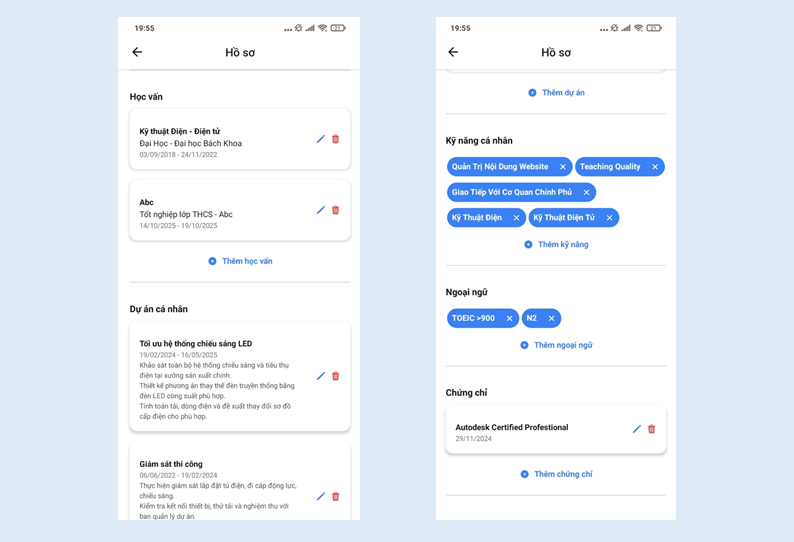 19:55
Hồ sơ
Học vấn
Kỹ thuật Điện - Điện tử
Đại Học - Đại học Bách Khoa
03/09/2018 - 24/11/2022
Abc
Tốt nghiệp lớp THCS - Abc
14/10/2025 - 19/10/2025
Thêm học vấn
Dự án cá nhân
Tối ưu hệ thống chiếu sáng LED
19/02/2024 - 16/05/2025
Khảo sát toàn bộ hệ thống chiếu sáng và tiêu thụ
điện tại xưởng sản xuất chính.
Thiết kế phương án thay thế đèn truyền thống bằng
đèn LED công suất phù hợp.
Tính toán tải, dòng điện và đề xuất thay đổi sơ đồ
cấp điện cho phù hợp.
Giám sát thi công
06/06/2022 - 19/02/2024
Thực hiện giám sát lắp đặt tủ điện, đi cáp động lực,
chiếu sáng.
Kiểm tra kết nối thiết bị, thử tải và nghiệm thu với
ban quản lý dự án.
19:55
21
Hồ sơ
Thêm dự án
Kỹ năng cá nhân
Quản Trị Nội Dung Website
Teaching Quality
Giao Tiếp Với Cơ Quan Chính Phủ
Kỹ Thuật Điện
Kỹ Thuật Điện Tử
Thêm kỹ năng
Ngoại ngữ
TOEIC >900
N2
Thêm ngoại ngữ
Chứng chỉ
Autodesk Certified Profestional
29/11/2024
Thêm chứng chỉ